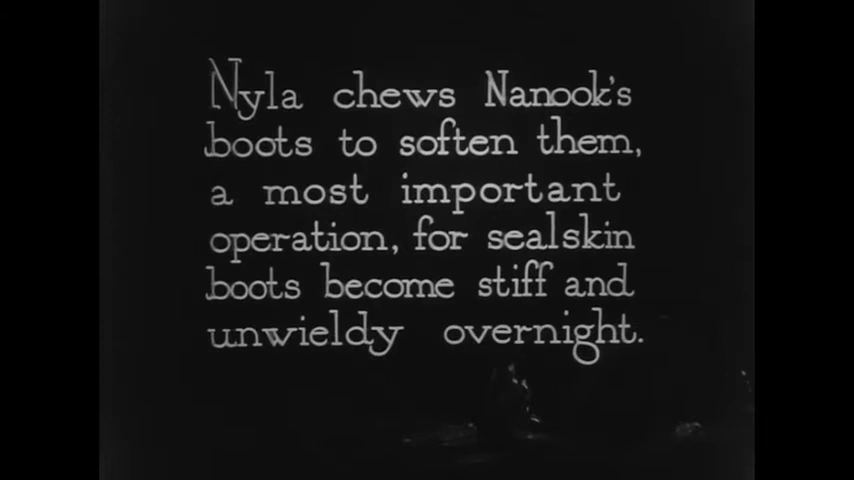 Nyla chews Nanook's
boots to soften them,
a most important
operation, for sealskin
boots become stiff and
unwieldy overnight.